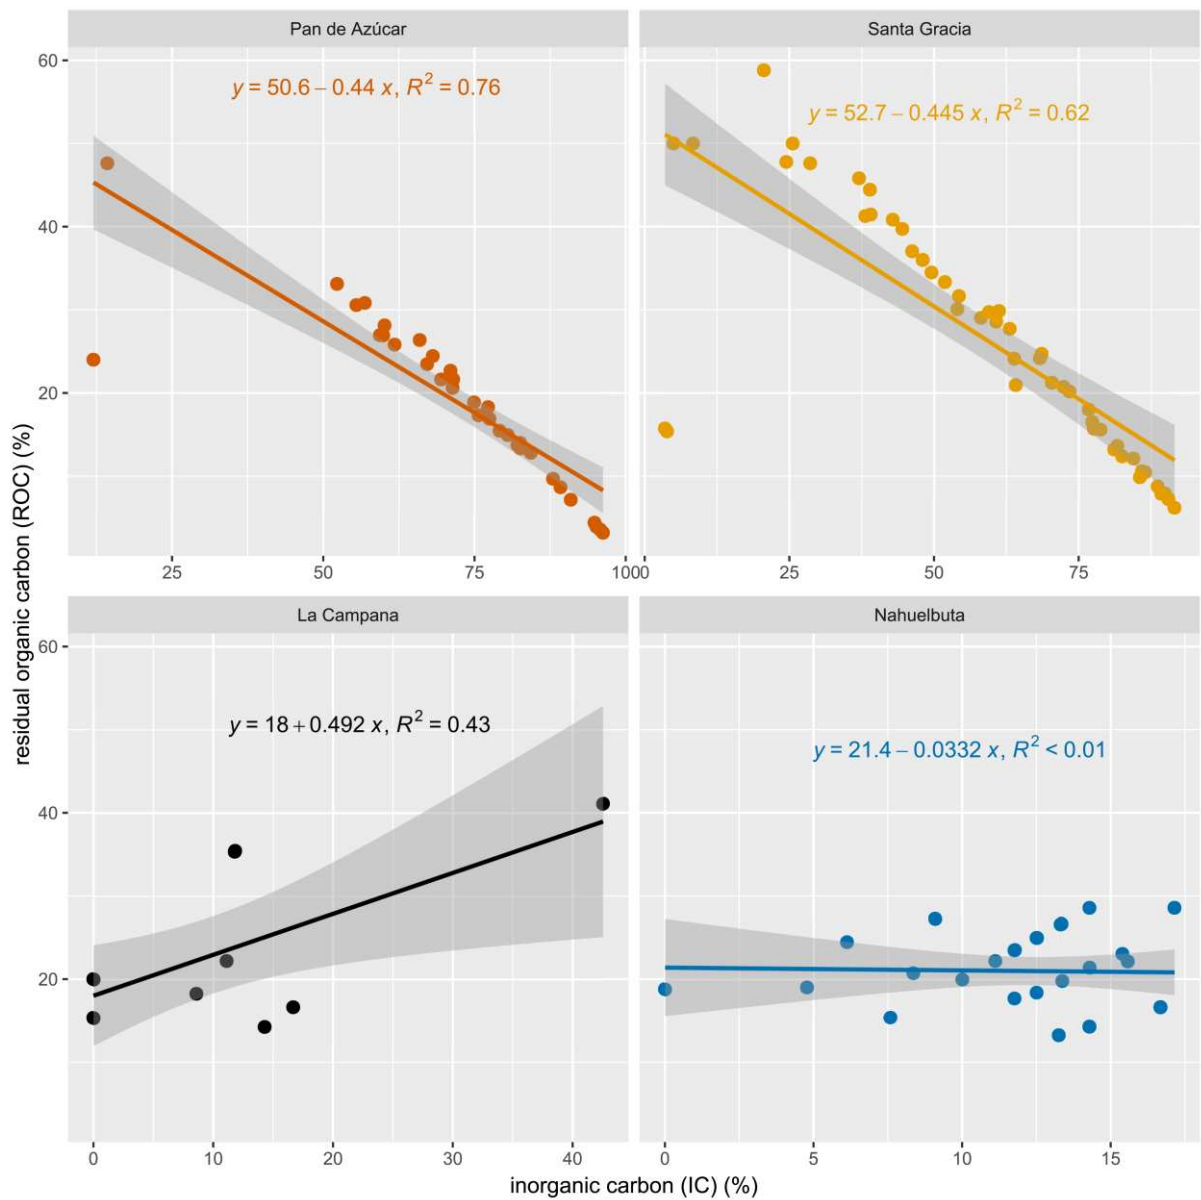 Pan de Azúcar
Santa Gracia
y = 50.6 – 0.44 x, R² = 0.76
y = 52.7 – 0.445 x, R² = 0.62
60
40
20
25 50 75 100
0 25 50 75
La Campana
Nahuelbuta
y = 18 + 0.492 x, R² = 0.43
y = 21.4 – 0.0332 x, R² < 0.01
60
40
20
0 10 20 30 40
0 5 10 15
residual organic carbon (ROC) (%)
inorganic carbon (IC) (%)